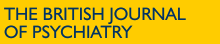 THE BRITISH JOURNAL
OF PSYCHIATRY